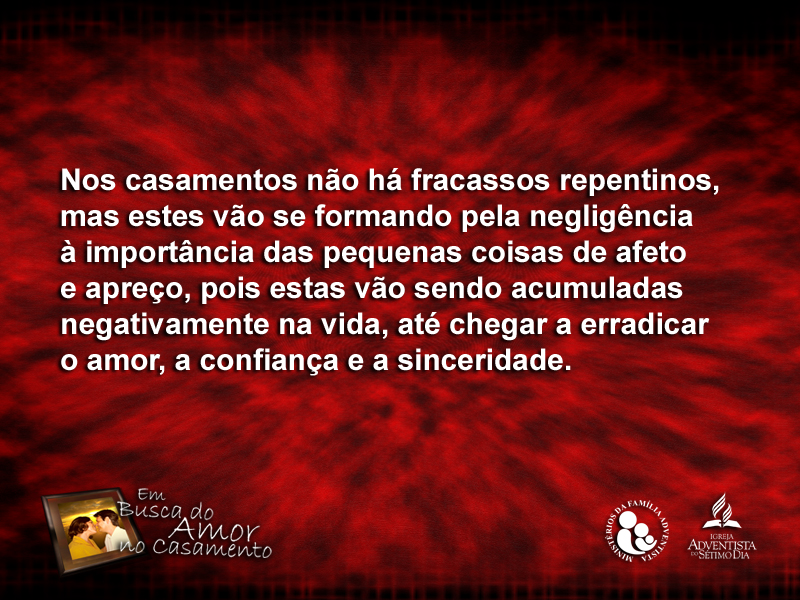 Nos casamentos não há fracassos repentinos,
mas estes vão se formando pela negligência
à importância das pequenas coisas de afeto
e apreço, pois estas vão sendo acumuladas
negativamente na vida, até chegar a erradicar
o amor, a confiança e a sinceridade.
Em
Busca do
Amor
no Casamento
MINISTÉRIOS DA FAMÍLIA ADVENTISTA
IGREJA
ADVENTISTA
DO SÉTIMO DIA